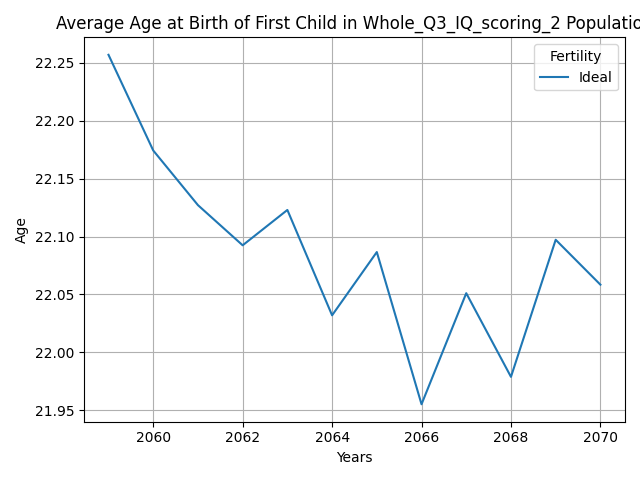 Average Age at Birth of First Child in Whole_Q3_IQ_scoring_2 Populatio
Fertility
Ideal
22.25
22.20
22.15
22.10
22.05
22.00
21.95
Age
2060 2062 2064 2066 2068 2070
Years